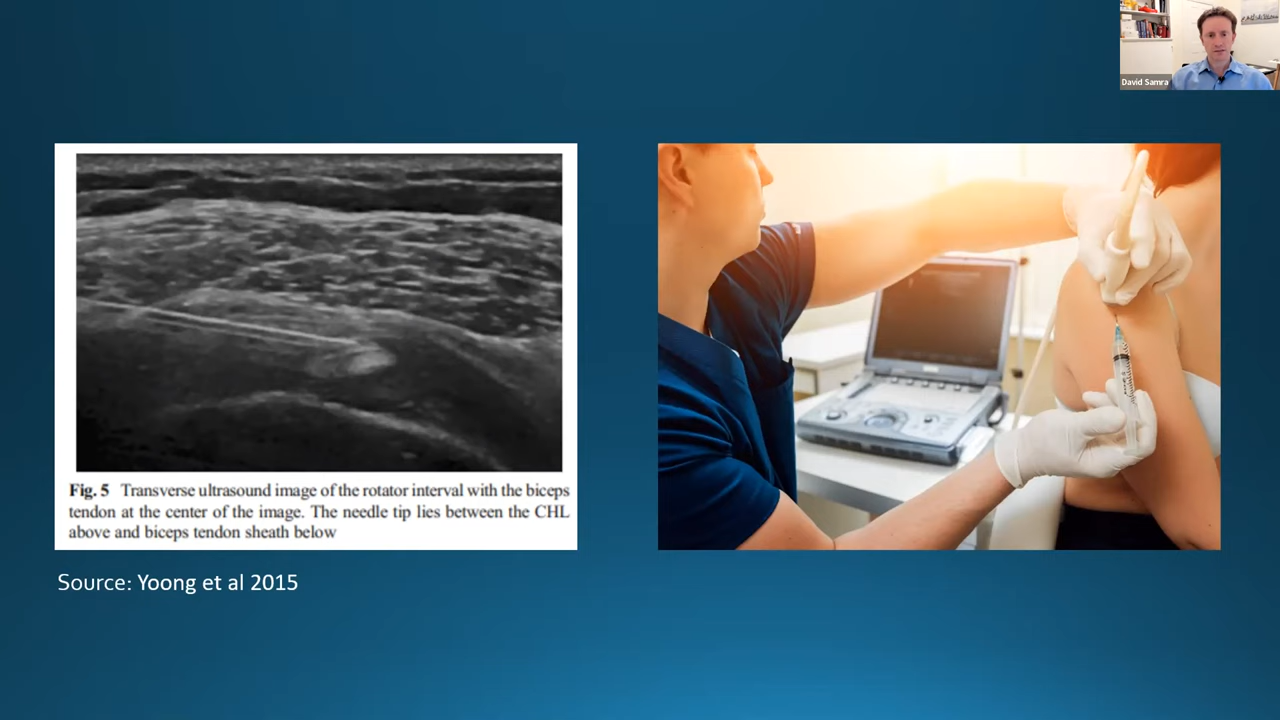 David Samra
Fig. 5 Transverse ultrasound image of the rotator interval with the biceps
tendon at the center of the image. The needle tip lies between the CHL
above and biceps tendon sheath below
Source: Yoong et al 2015